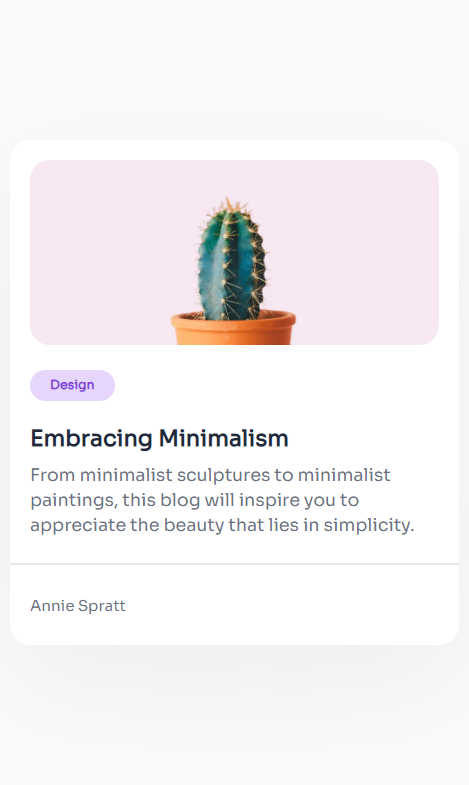 Design
Embracing Minimalism
From minimalist sculptures to minimalist
paintings, this blog will inspire you to
appreciate the beauty that lies in simplicity.
Annie Spratt